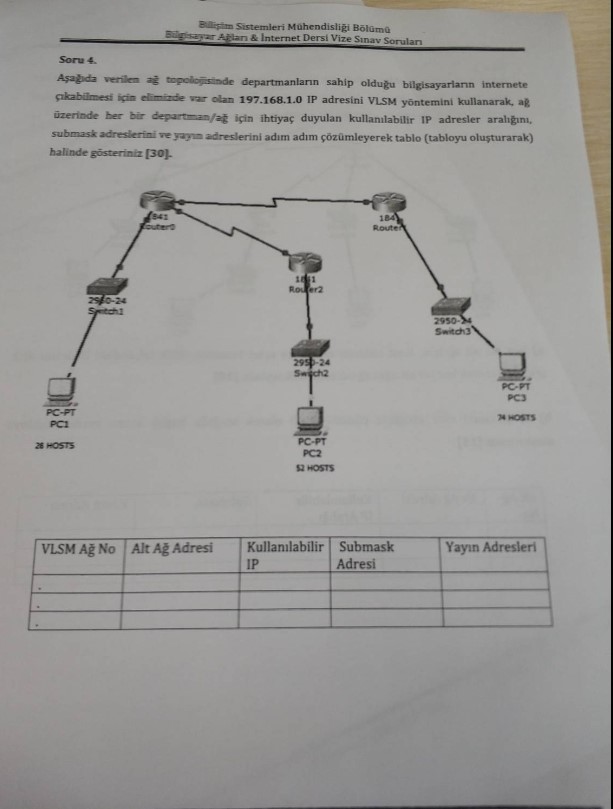 Bilişim Sistemleri Mühendisliği Bölümü
Bilgisayar Ağları & İnternet Dersi Vize Sınav Soruları
Soru 4.
Aşağıda verilen ağ topolojisinde departmanların sahip olduğu bilgisayarların internete
çıkabilmesi için elimizde var olan 197.168.1.0 IP adresini VLSM yöntemini kullanarak, ağ
üzerinde her bir departman/ağ için ihtiyaç duyulan kullanılabilir IP adresler aralığını,
submask adreslerini ve yayın adreslerini adım adım çözümleyerek tablo (tabloyu oluşturarak)
halinde gösteriniz [30].
1841
Router0
184
Router
1841
Router2
2950-24
Switch1
2950-24
Switch3
2950-24
Switch2
PC-PT
PC3
74 HOSTS
PC-PT
PC1
28 HOSTS
PC-PT
PC2
52 HOSTS
VLSM Ağ No Alt Ağ Adresi Kullanılabilir IP Submask Adresi Yayın Adresleri